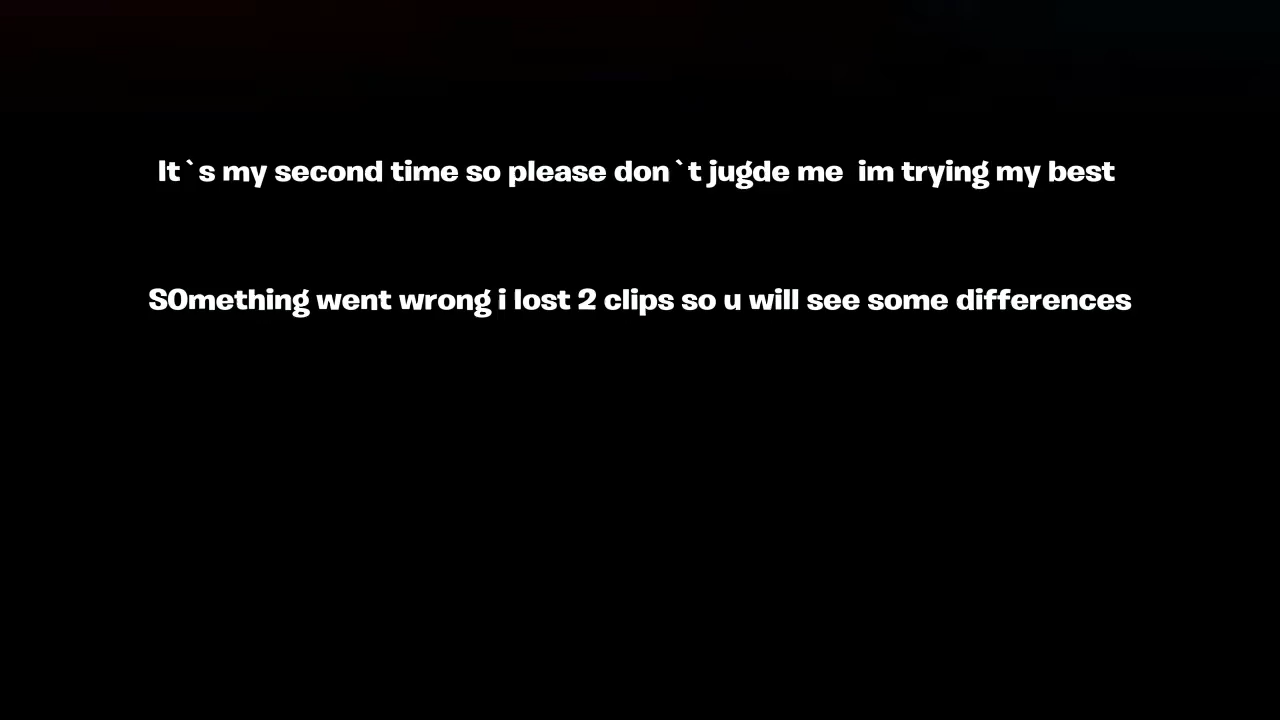 It`s my second time so please don`t jugde me  im trying my best
SOmething went wrong i lost 2 clips so u will see some differences